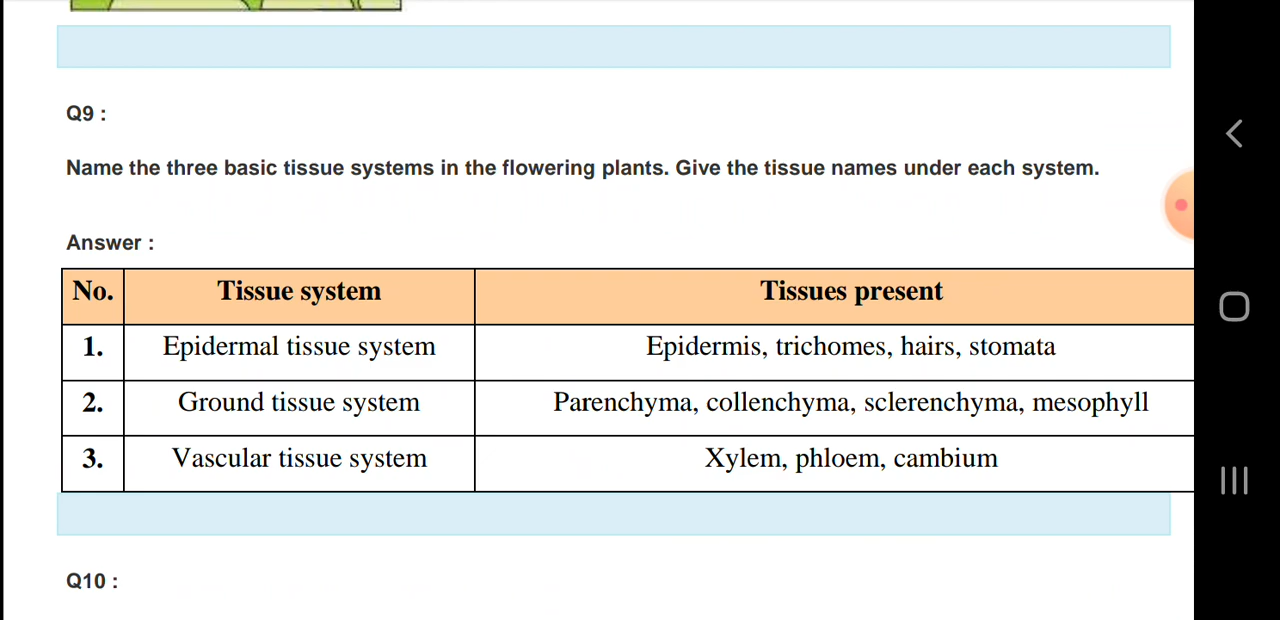 Q9 :
Name the three basic tissue systems in the flowering plants. Give the tissue names under each system.
Answer :
No. Tissue system Tissues present
1. Epidermal tissue system Epidermis, trichomes, hairs, stomata
2. Ground tissue system Parenchyma, collenchyma, sclerenchyma, mesophyll
3. Vascular tissue system Xylem, phloem, cambium
Q10 :